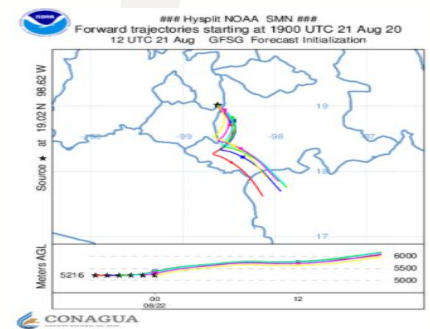 NOAA
### Hysplit NOAA SMN ###
Forward trajectories starting at 1900 UTC 21 Aug 20
12 UTC 21 Aug GFSG Forecast Initialization
Source ★ at 19.02 N 98.62 W
19
-99
-98
-97
18
17
Meters AGL
5216
6000
5500
5000
00
12
08/22
CONAGUA